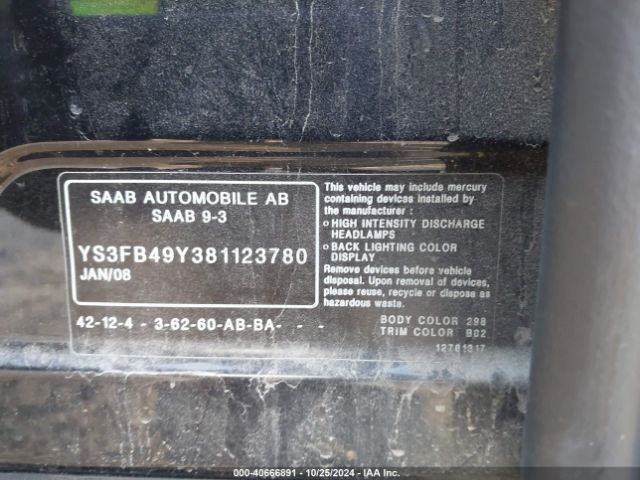 SAAB AUTOMOBILE AB
SAAB 9-3
YS3FB49Y381123780
JAN/08
42-12-4 - 3-62-60-AB-BA- - -
This vehicle may include mercury
containing devices installed by
the manufacturer :
o HIGH INTENSITY DISCHARGE
HEADLAMPS
o BACK LIGHTING COLOR
DISPLAY
Remove devices before vehicle
disposal. Upon removal of devices,
please reuse, recycle or dispose as
hazardous waste.
BODY COLOR 298
TRIM COLOR B02
12781317
000-40666891 - 10/25/2024 - IAA Inc.